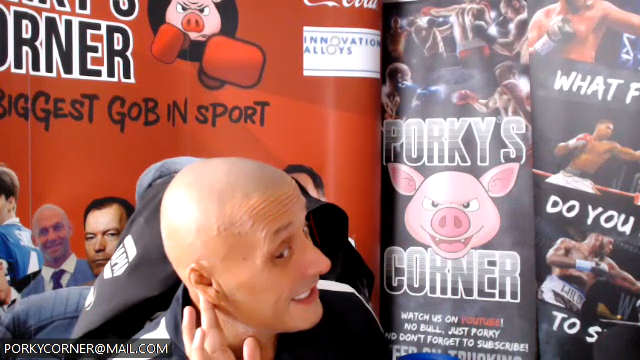 PORKY'S
CORNER
BIGGEST GOB IN SPORT
INNOVATION
ALLOYS
PORKY'S
CORNER
WATCH US ON YOUTUBE!
NO BULL, JUST PORKY
AND DON'T FORGET TO SUBSCRIBE!
WHAT F
DO YOU
TO S
PORKYCORNER@MAIL.COM